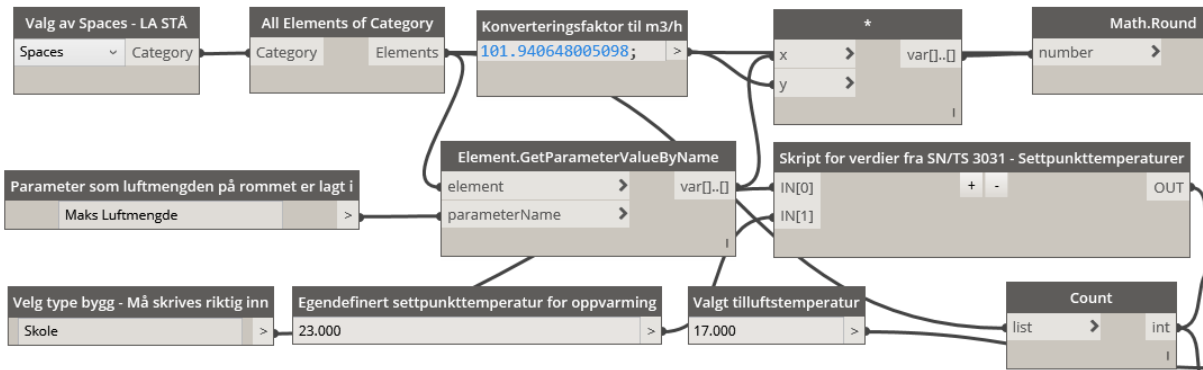 Valg av Spaces - LA STÅ
Spaces
Category
All Elements of Category
Category
Elements
Konverteringsfaktor til m3/h
101.940648005098;
>
*
x
>
var[]..[]
y
>
l
Math.Round
number
>
Parameter som luftmengden på rommet er lagt i
Maks Luftmengde
>
Element.GetParameterValueByName
element
>
var[]..[]
parameterName
>
l
Skript for verdier fra SN/TS 3031 - Settpunkttemperaturer
IN[0]
+
-
OUT
IN[1]
Velg type bygg - Må skrives riktig inn
Skole
>
Egendefinert settpunkttemperatur for oppvarming
23.000
>
Valgt tilluftstemperatur
17.000
>
Count
list
>
int
l